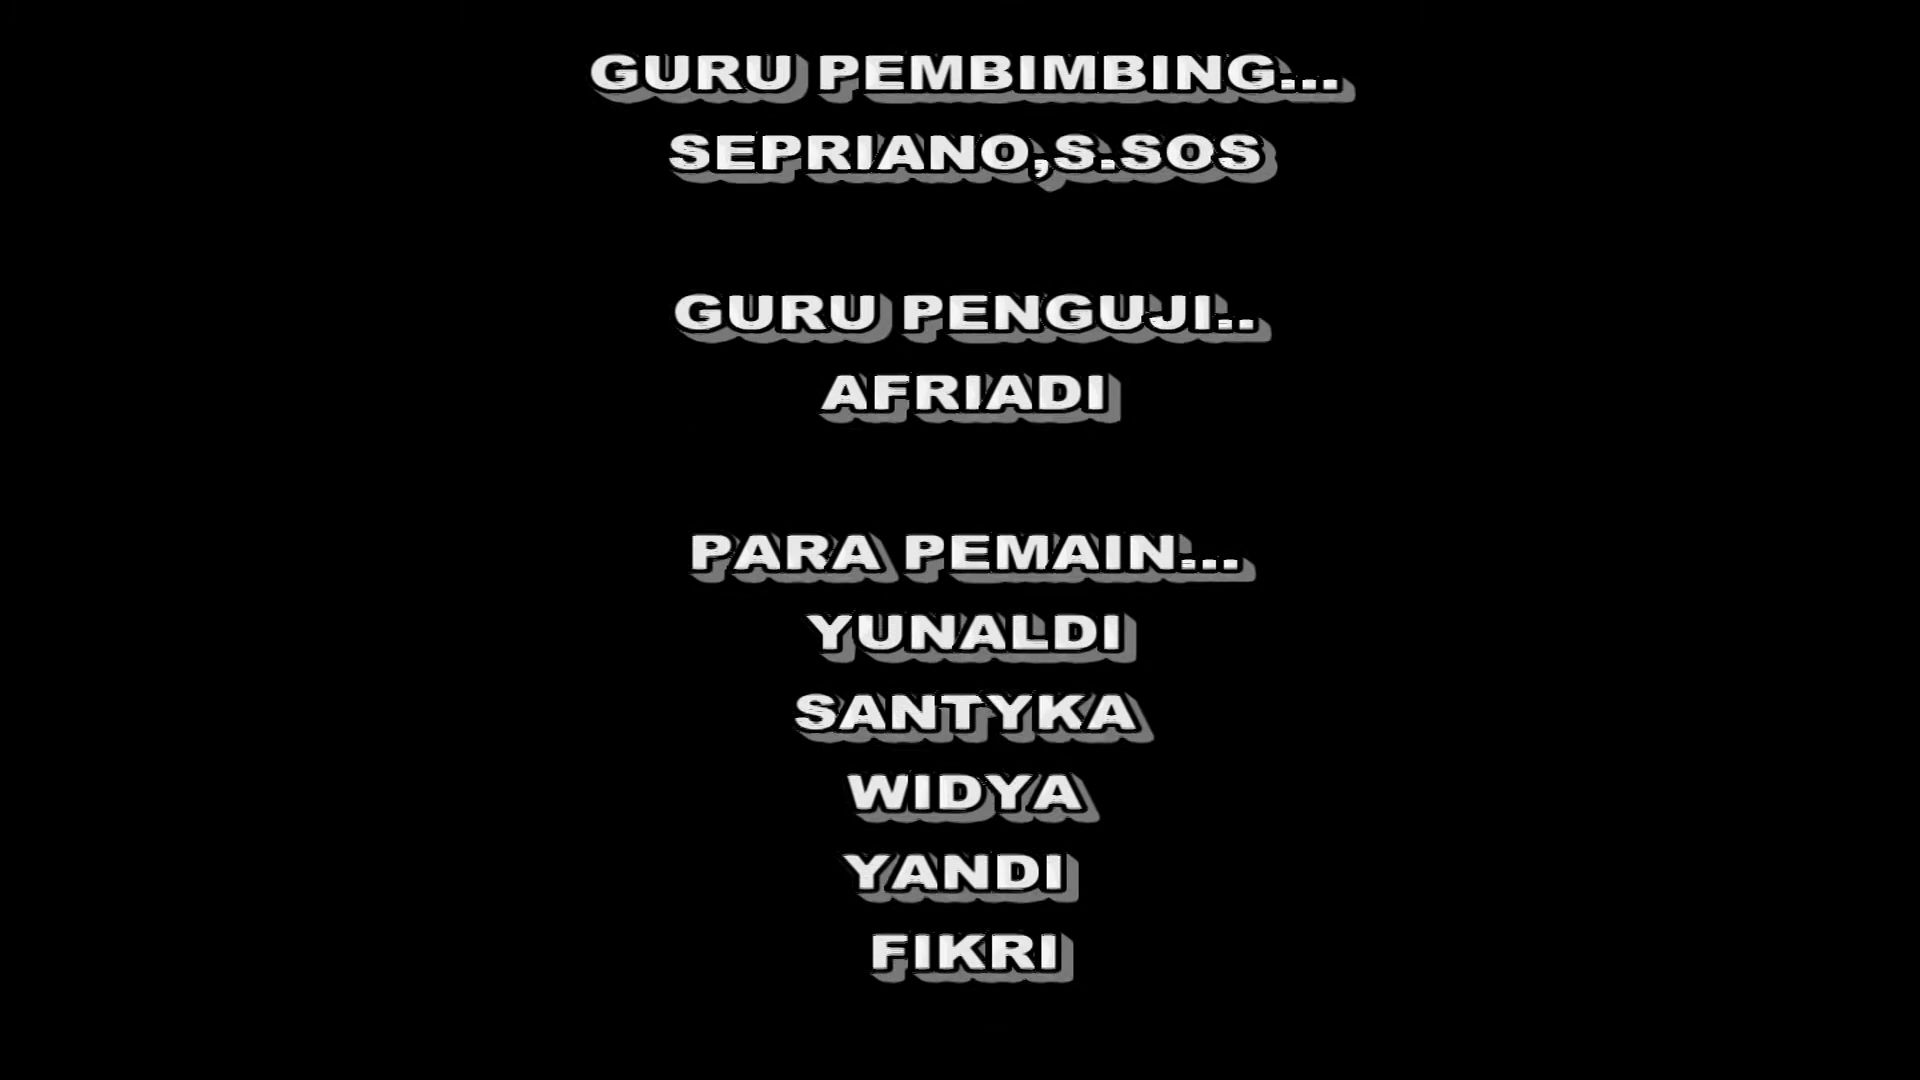 GURU PEMBIMBING...
SEPRIANO,S.SOS
GURU PENGUJI..
AFRIADI
PARA PEMAIN...
YUNALDI
SANTYKA
WIDYA
YANDI
FIKRI